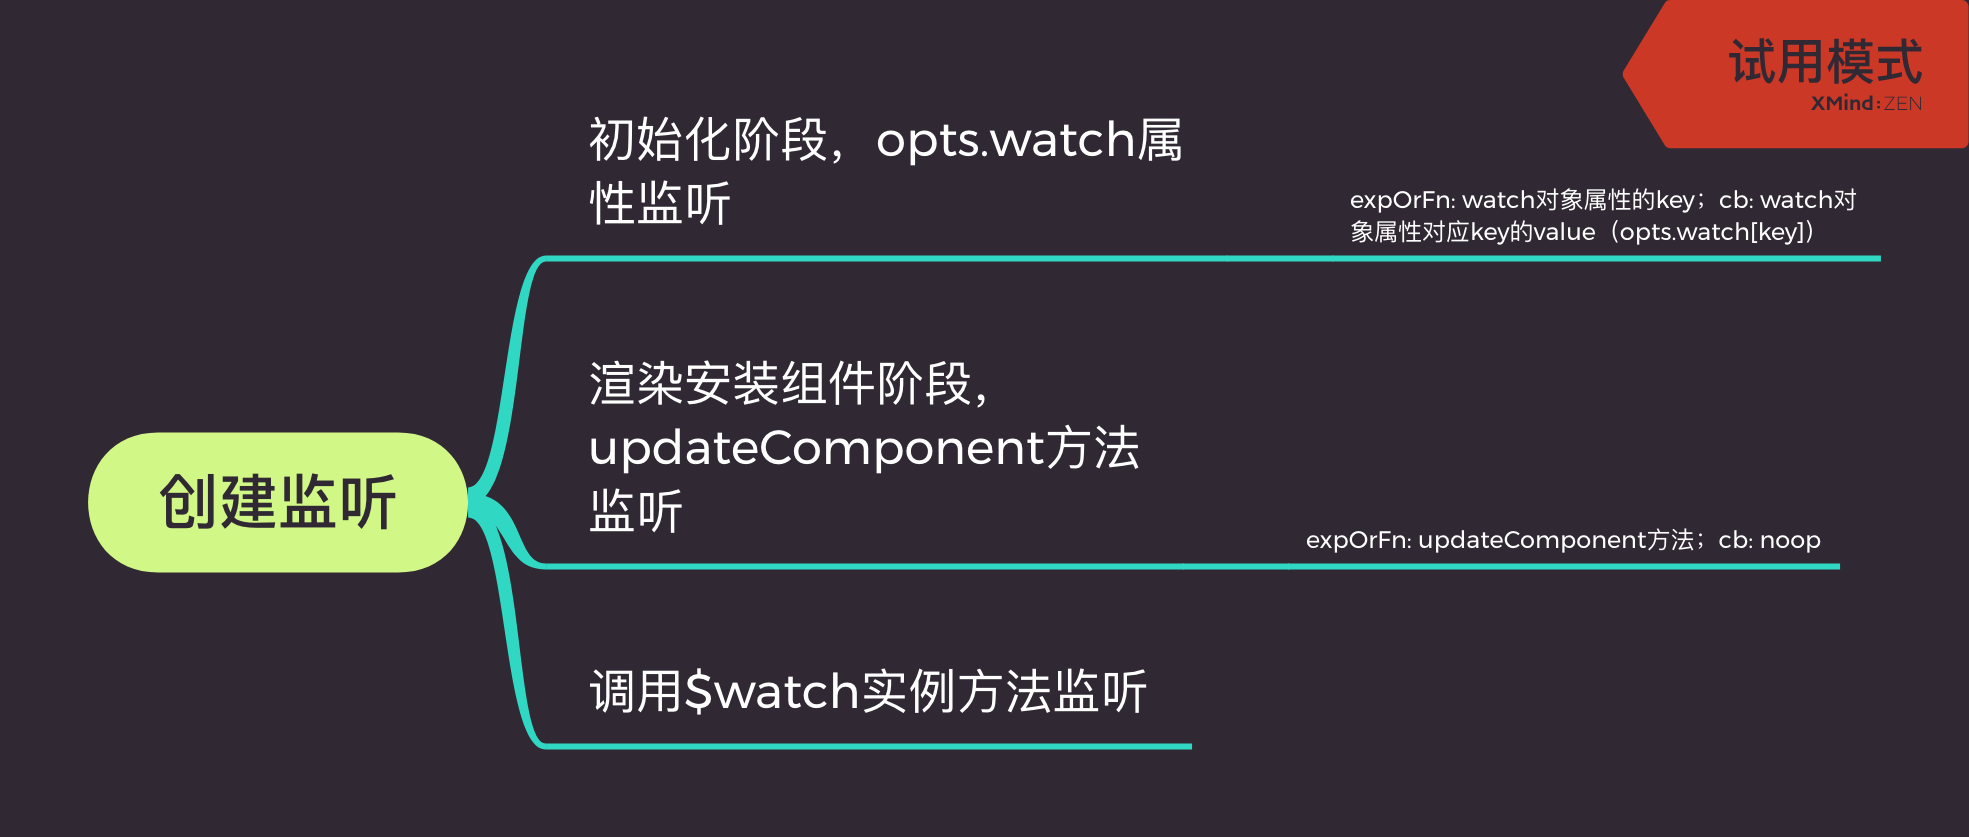 试用模式
XMind:ZEN
初始化阶段，opts.watch属
性监听
expOrFn: watch对象属性的key；cb: watch对
象属性对应key的value（opts.watch[key]）
渲染安装组件阶段，
updateComponent方法
监听
expOrFn: updateComponent方法；cb: noop
创建监听
调用$watch实例方法监听